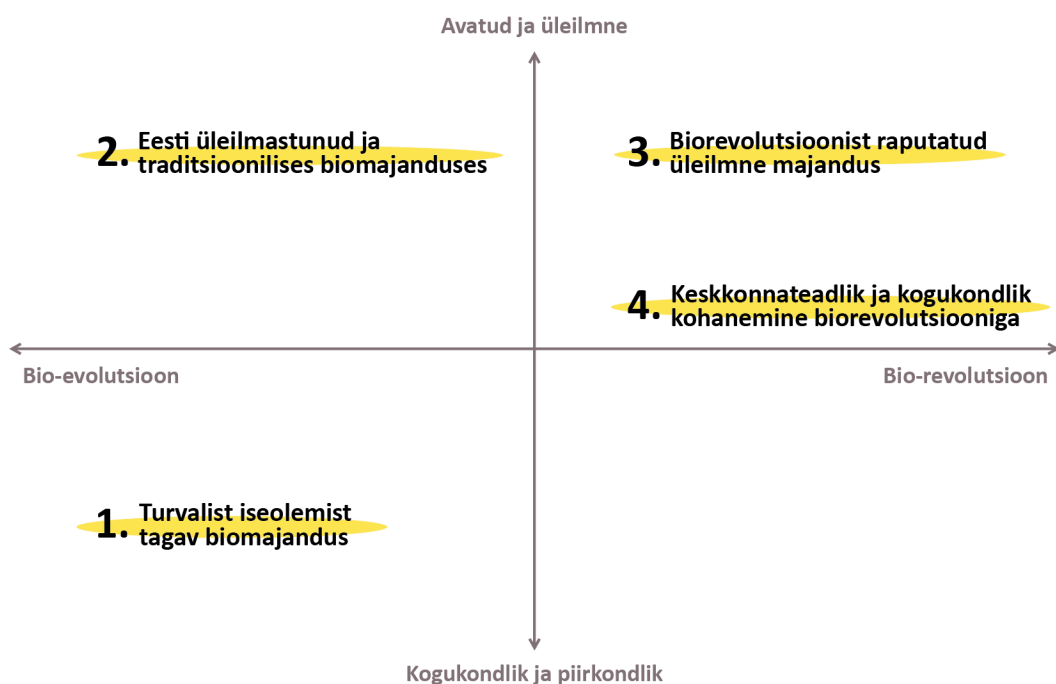 Avatud ja üleilmne
2. Eesti üleilmastunud ja
traditsioonilises biomajanduses
3. Biorevolutsioonist raputatud
üleilmne majandus
4. Keskkonnateadlik ja kogukondlik
kohanemine biorevolutsiooniga
Bio-evolutsioon
Bio-revolutsioon
1. Turvalist iseolemist
tagav biomajandus
Kogukondlik ja piirkondlik